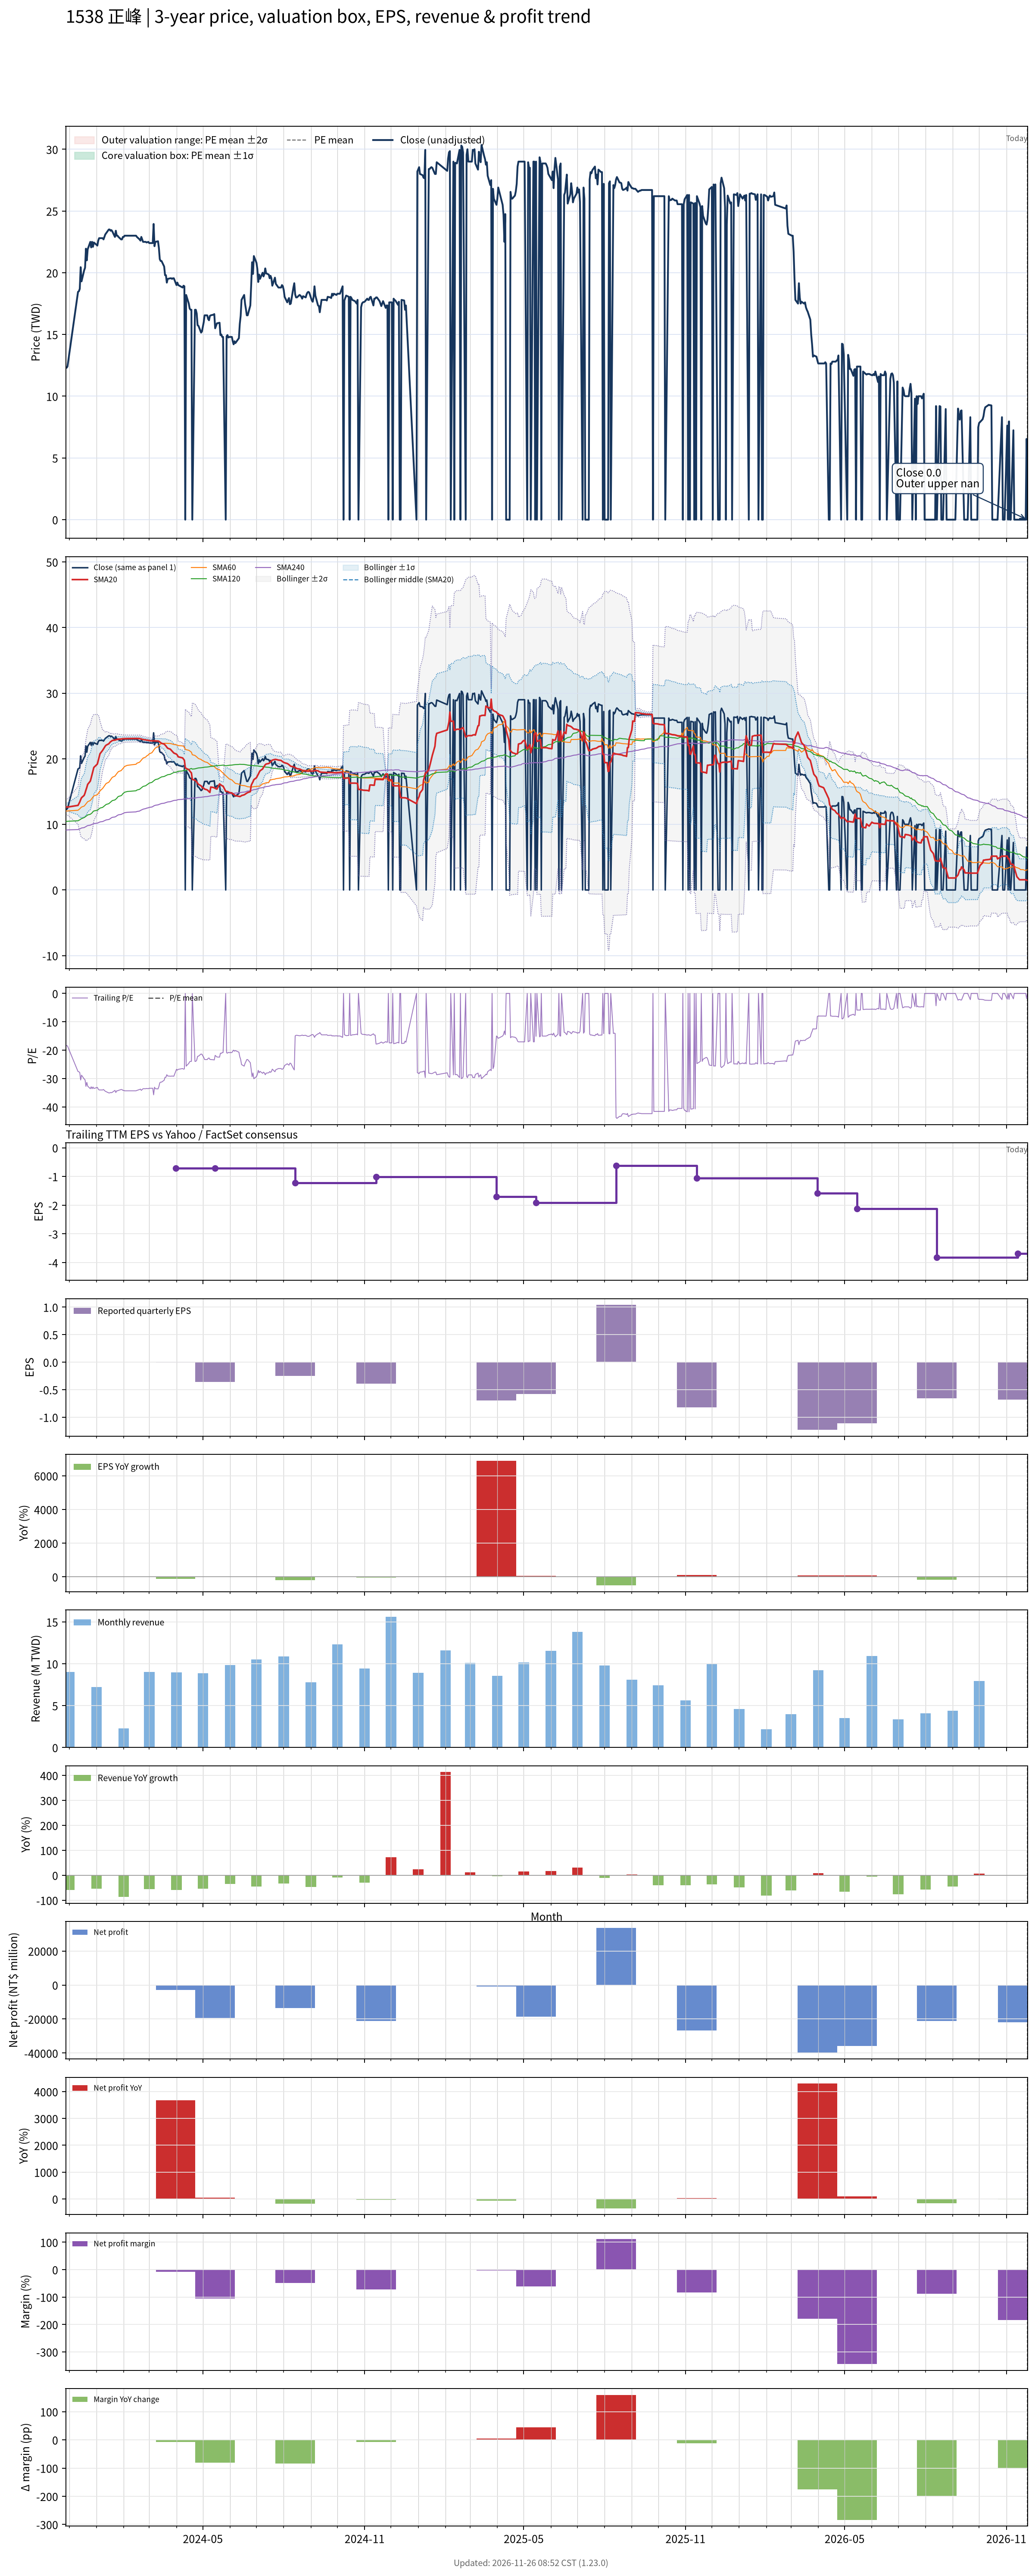 1538 正峰 | 3-year price, valuation box, EPS, revenue & profit trend
Outer valuation range: PE mean ±2σ
Core valuation box: PE mean ±1σ
PE mean
Close (unadjusted)
Today
Price (TWD)
30
25
20
15
10
5
0
Close 0.0
Outer upper nan
Close (same as panel 1)
SMA20
SMA60
SMA120
SMA240
Bollinger ±2σ
Bollinger ±1σ
Bollinger middle (SMA20)
Price
50
40
30
20
10
0
-10
Trailing P/E
P/E mean
P/E
0
-10
-20
-30
-40
Trailing TTM EPS vs Yahoo / FactSet consensus
Today
EPS
0
-1
-2
-3
-4
Reported quarterly EPS
EPS
1.0
0.5
0.0
-0.5
-1.0
EPS YoY growth
YoY (%)
6000
4000
2000
0
Monthly revenue
Revenue (M TWD)
15
10
5
0
Revenue YoY growth
YoY (%)
400
300
200
100
0
-100
Month
Net profit
Net profit (NT$ million)
20000
0
-20000
-40000
Net profit YoY
YoY (%)
4000
3000
2000
1000
0
Net profit margin
Margin (%)
100
0
-100
-200
-300
Margin YoY change
Δ margin (pp)
100
0
-100
-200
-300
2024-05
2024-11
2025-05
2025-11
2026-05
2026-11
Updated: 2026-11-26 08:52 CST (1.23.0)